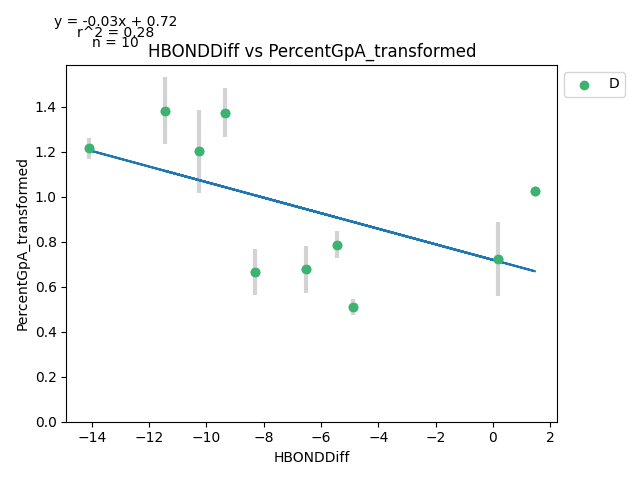 y = -0.03x + 0.72
r^2 = 0.28
n = 10
HBONDDiff vs PercentGpA_transformed
D
PercentGpA_transformed
1.4
1.2
1.0
0.8
0.6
0.4
0.2
0.0
−14 −12 −10 −8 −6 −4 −2 0 2
HBONDDiff